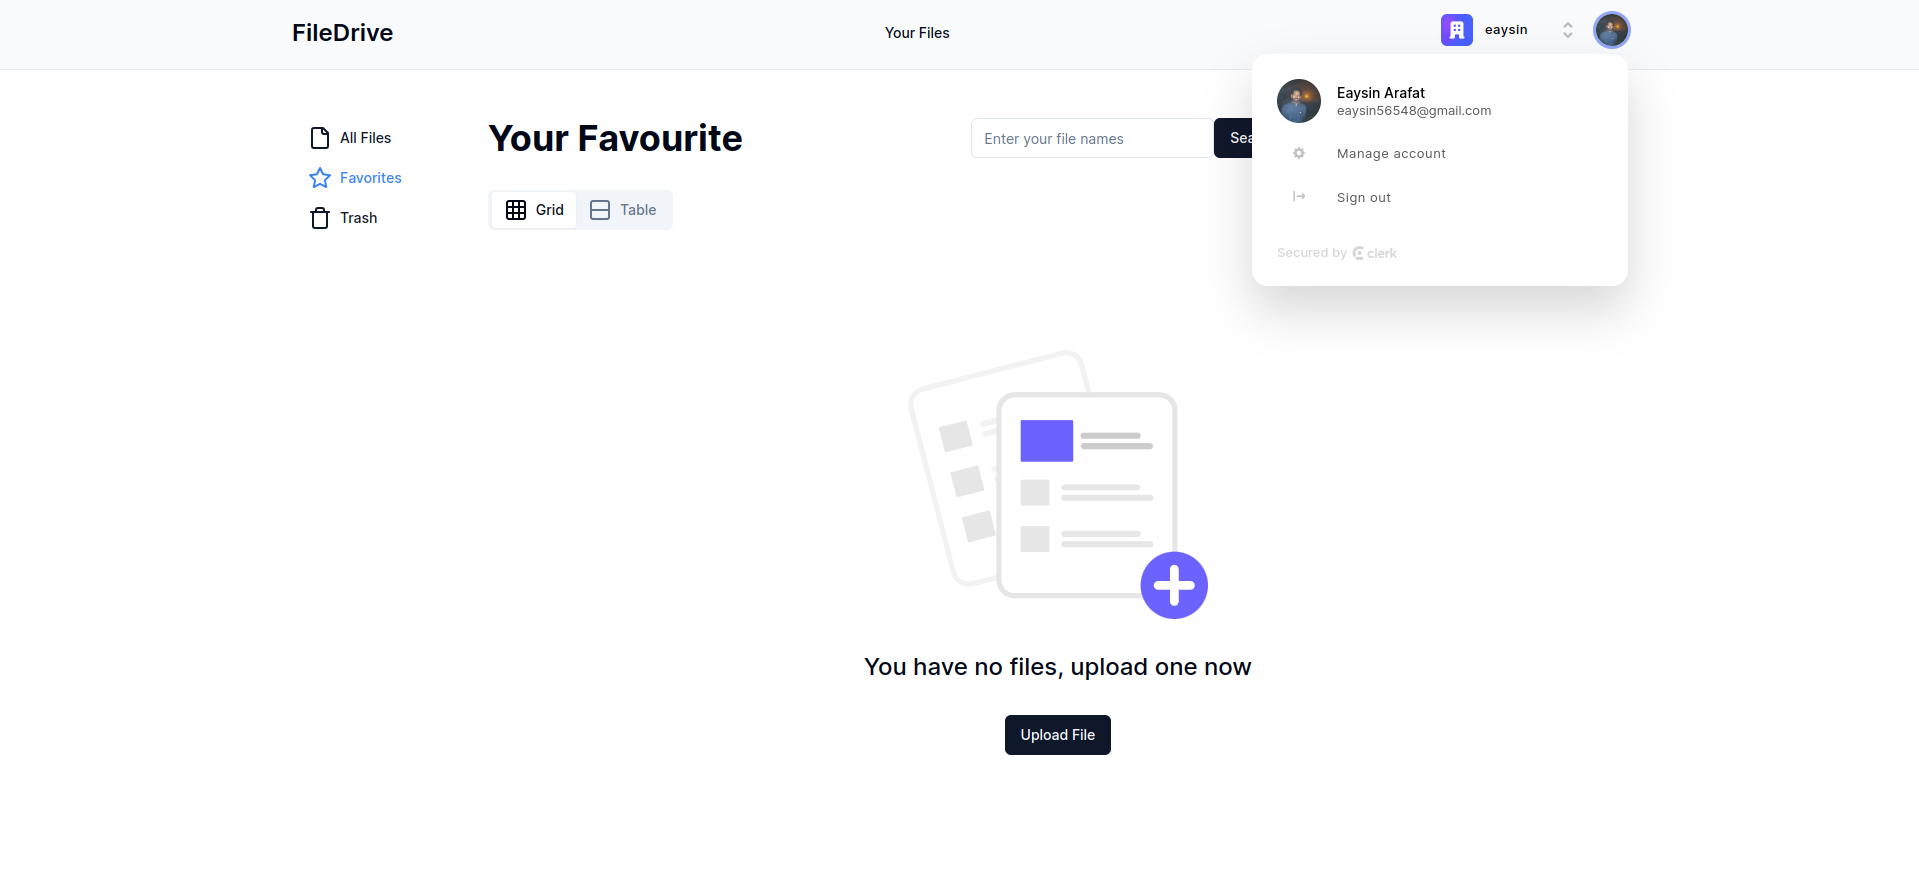 FileDrive
Your Files
eaysin
Eaysin Arafat
eaysin56548@gmail.com
Manage account
Sign out
Secured by clerk
All Files
Favorites
Trash
Your Favourite
Enter your file names
Sea
Grid
Table
You have no files, upload one now
Upload File